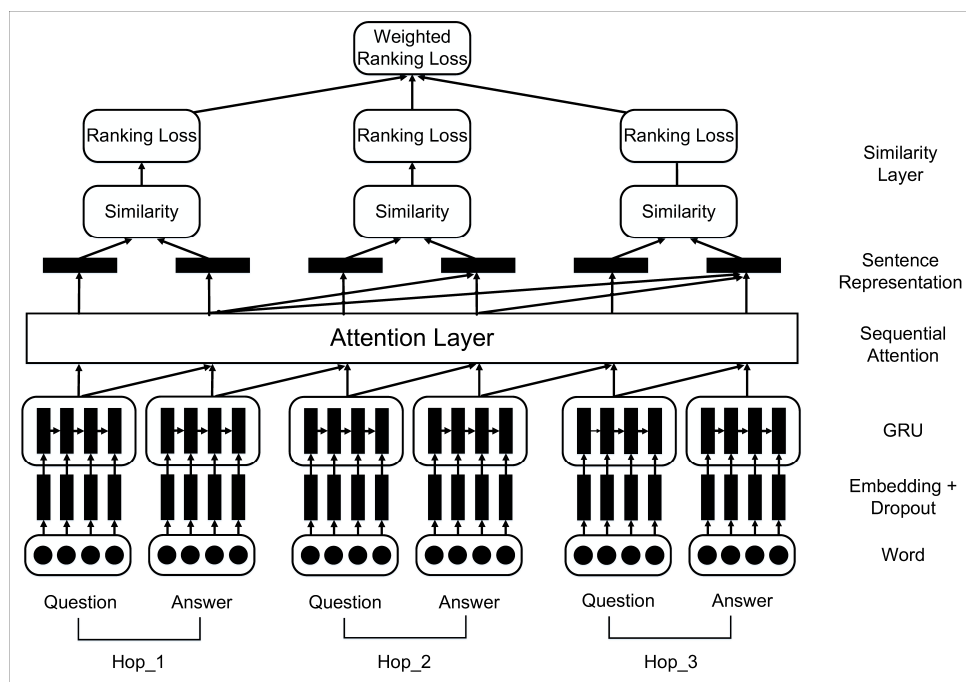 Weighted
Ranking Loss
Ranking Loss
Ranking Loss
Ranking Loss
Similarity
Layer
Similarity
Similarity
Similarity
Sentence
Representation
Attention Layer
Sequential
Attention
GRU
Embedding +
Dropout
Word
Question
Answer
Question
Answer
Question
Answer
Hop_1
Hop_2
Hop_3